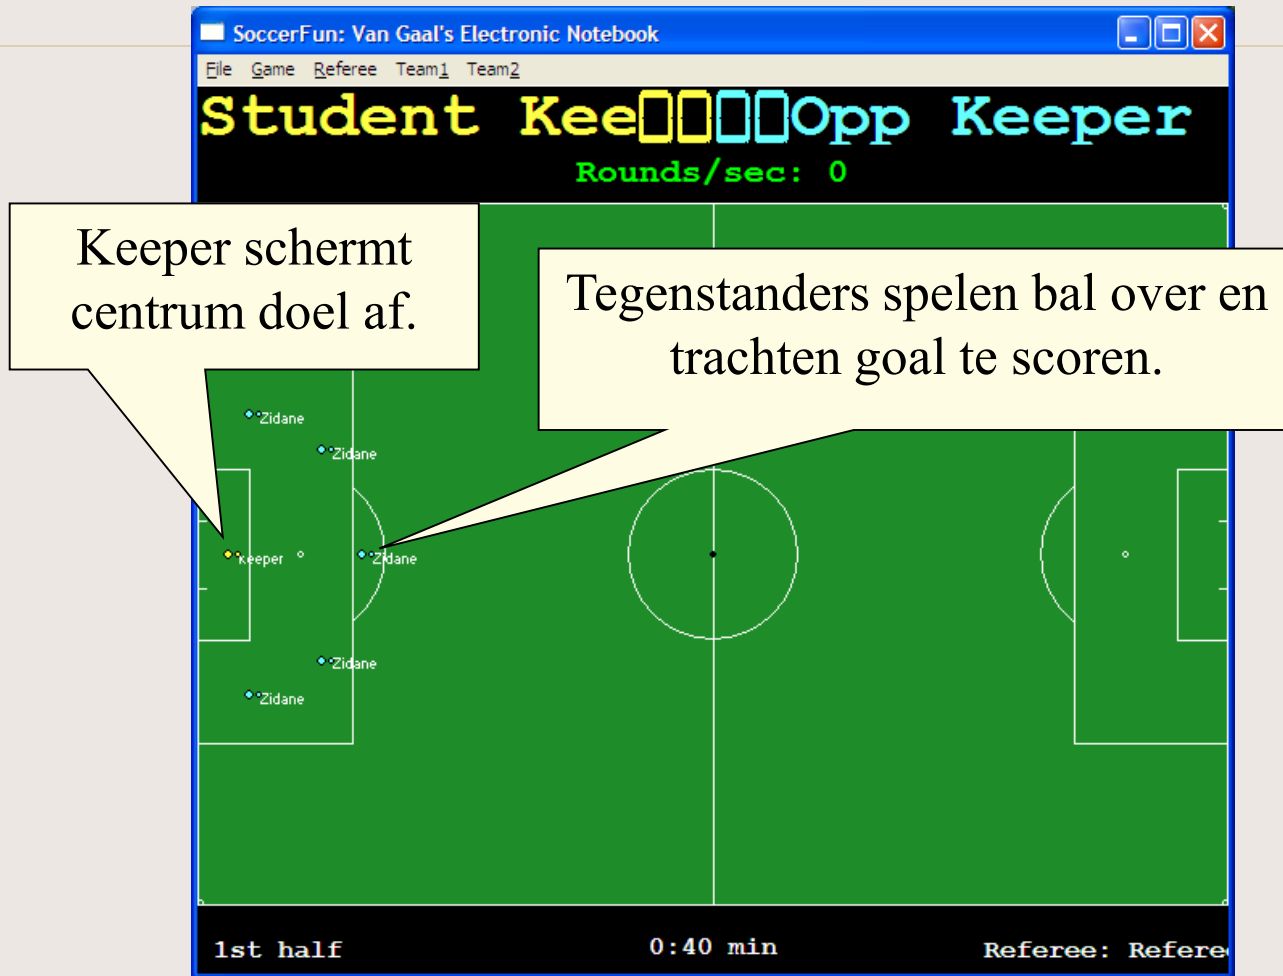 SoccerFun: Van Gaal's Electronic Notebook
File Game Referee Team1 Team2
Student Kee Opp Keeper
Rounds/sec: 0
Keeper schermt
centrum doel af.
Tegenstanders spelen bal over en
trachten goal te scoren.
Zidane
Zidane
keeper
Zidane
Zidane
Zidane
1st half 0:40 min Referee: Refere